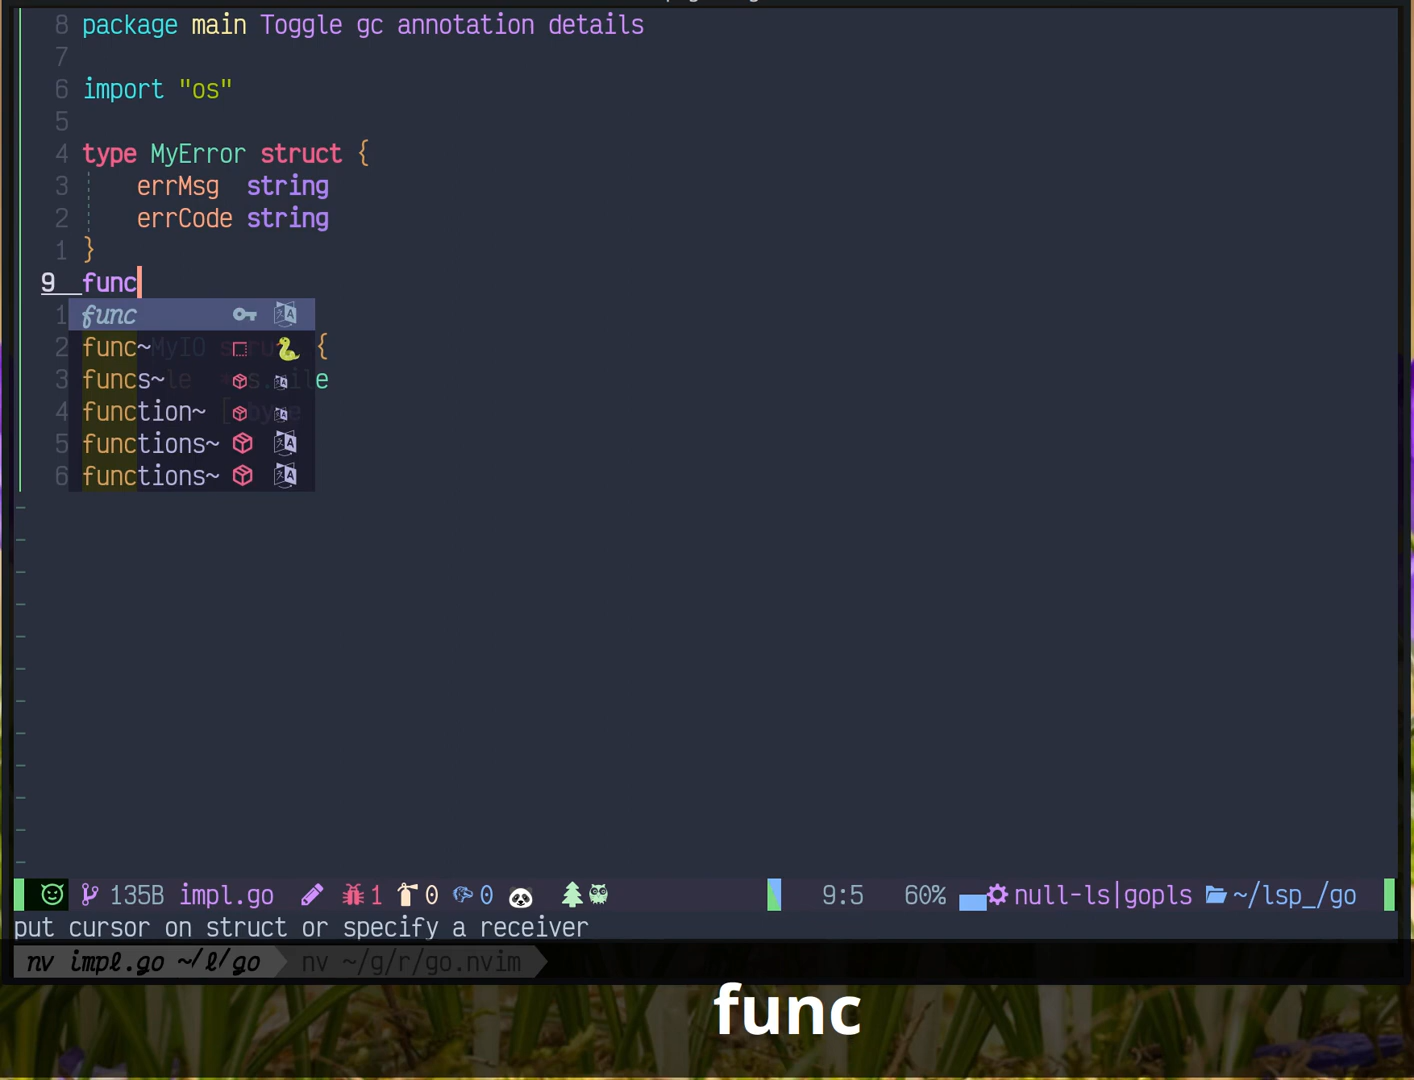 8 package main Toggle gc annotation details
7
6 import "os"
5
4 type MyError struct {
3 errMsg string
2 errCode string
1 }
9 func
1 func
2 func~ MyIO {
3 funcs~ le e
4 function~
5 functions~
6 functions~
135B impl.go 1 0 0 9:5 60% null-ls|gopls ~/lsp_/go
put cursor on struct or specify a receiver
nv impl.go ~/l/go nv ~/g/r/go.nvim
func